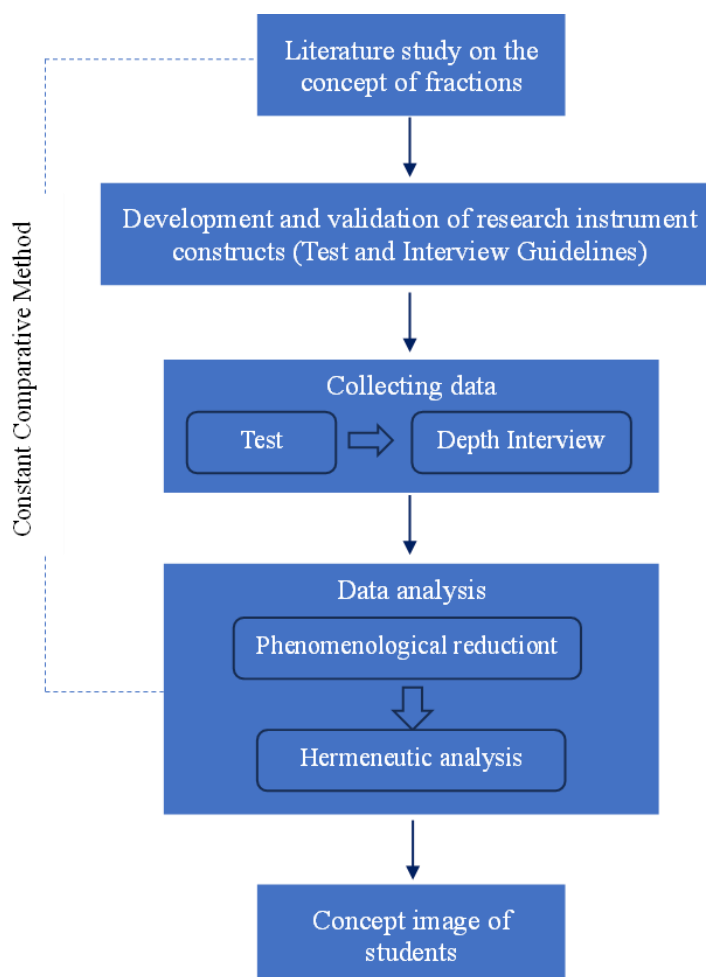 Literature study on the
concept of fractions
Development and validation of research instrument
constructs (Test and Interview Guidelines)
Constant Comparative Method
Collecting data
Test
Depth Interview
Data analysis
Phenomenological reductiont
Hermeneutic analysis
Concept image of
students